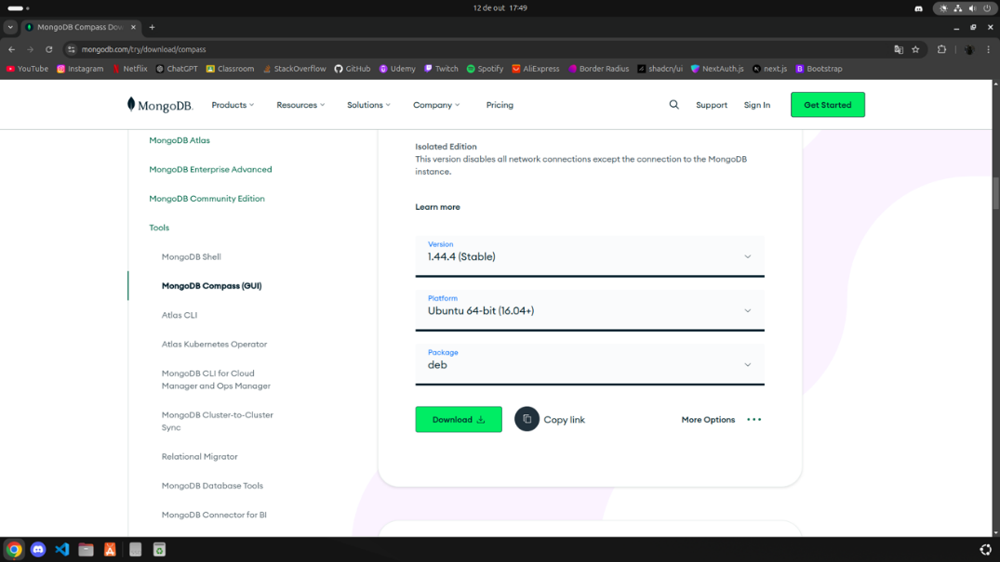 12 de out 17:49
MongoDB Compass Dow
mongodb.com/try/download/compass
YouTube
Instagram
Netflix
ChatGPT
Classroom
StackOverflow
GitHub
Udemy
Twitch
Spotify
AliExpress
Border Radius
shadcn/ui
NextAuth.js
next.js
Bootstrap
MongoDB.
Products
Resources
Solutions
Company
Pricing
Support
Sign In
Get Started
MongoDB Atlas
MongoDB Enterprise Advanced
MongoDB Community Edition
Tools
MongoDB Shell
MongoDB Compass (GUI)
Atlas CLI
Atlas Kubernetes Operator
MongoDB CLI for Cloud
Manager and Ops Manager
MongoDB Cluster-to-Cluster
Sync
Relational Migrator
MongoDB Database Tools
MongoDB Connector for BI
Isolated Edition
This version disables all network connections except the connection to the MongoDB
instance.
Learn more
Version
1.44.4 (Stable)
Platform
Ubuntu 64-bit (16.04+)
Package
deb
Download
Copy link
More Options